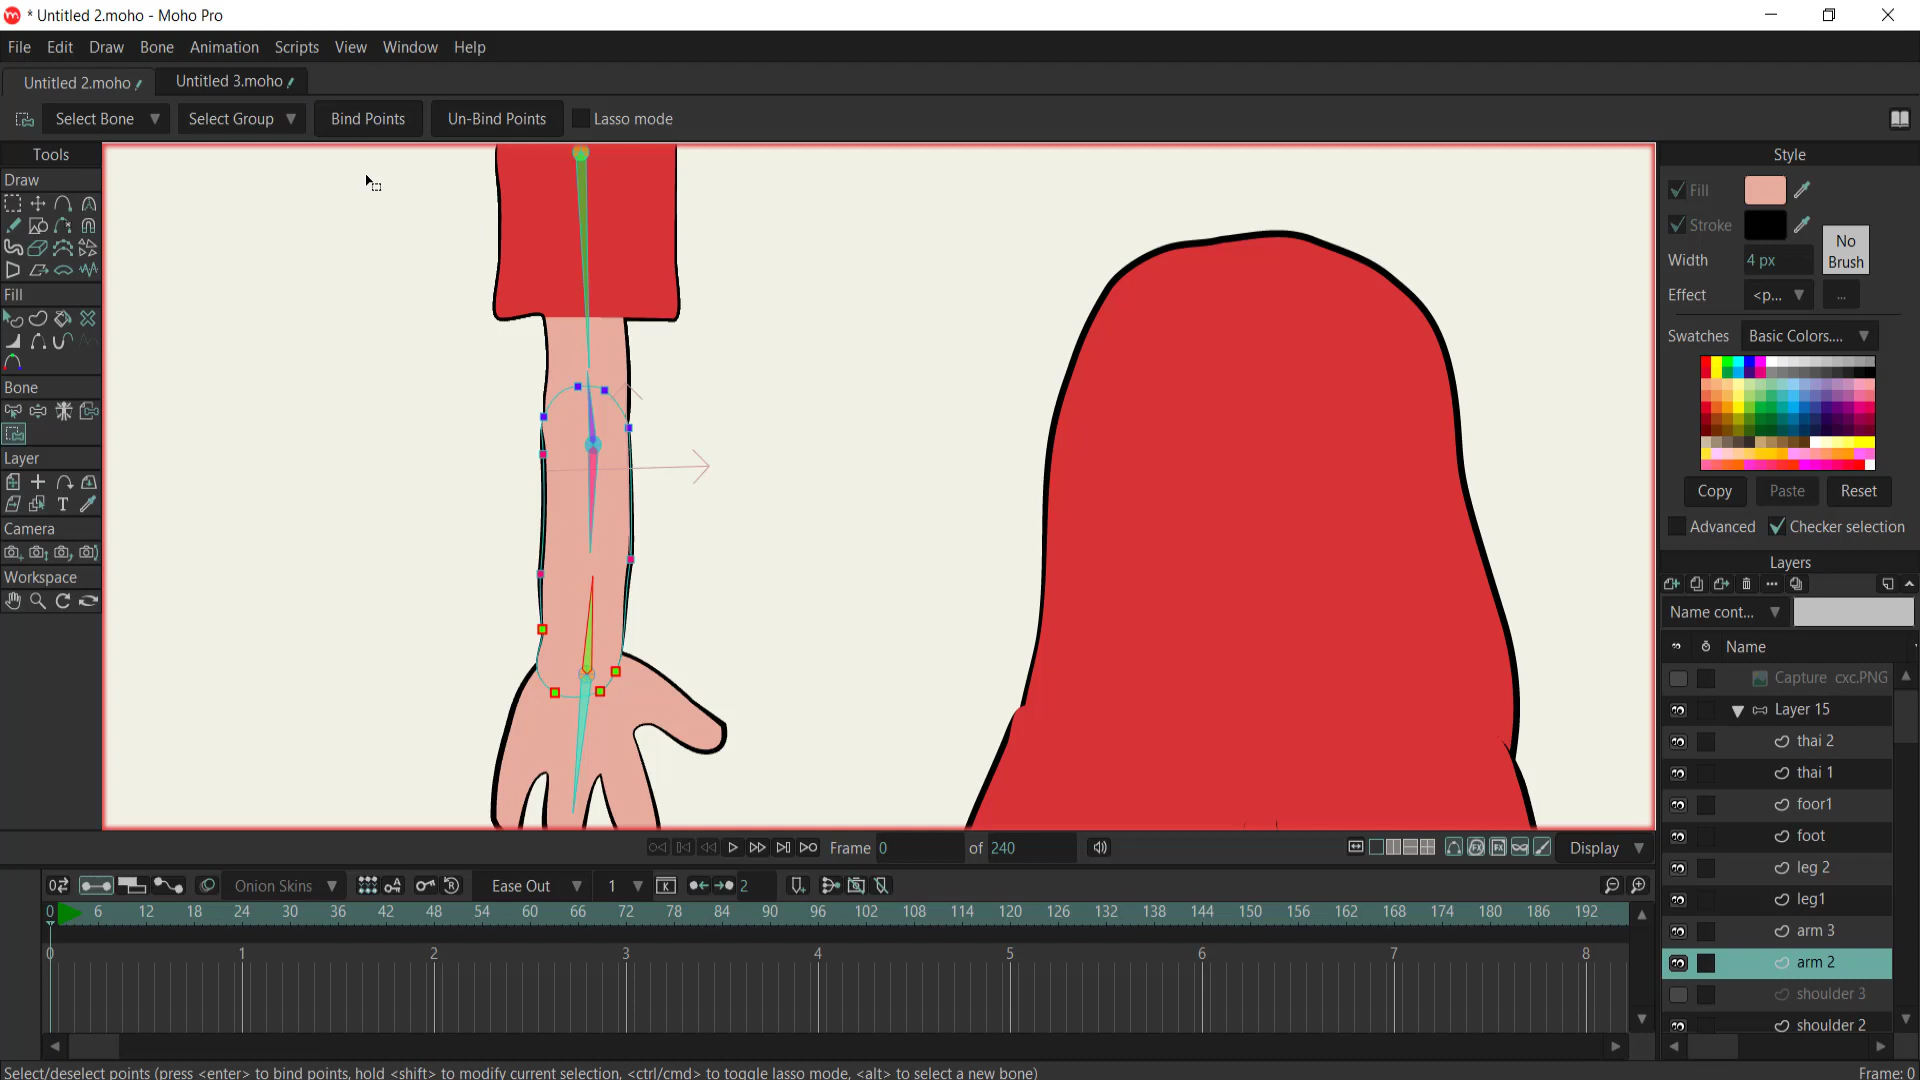 * Untitled 2.moho - Moho Pro
File Edit Draw Bone Animation Scripts View Window Help
Untitled 2.moho Untitled 3.moho
Select Bone Select Group Bind Points Un-Bind Points Lasso mode
Tools
Draw
Fill
Bone
Layer
Camera
Workspace
Style
Fill
Stroke
No
Brush
Width 4 px
Effect <p... ...
Swatches Basic Colors....
Copy Paste Reset
Advanced Checker selection
Layers
Name cont...
Name
Capture cxc.PNG
Layer 15
thai 2
thai 1
foor1
foot
leg 2
leg1
arm 3
arm 2
shoulder 3
shoulder 2
Frame 0 of 240 Display
Onion Skins Ease Out 1 2
0 6 12 18 24 30 36 42 48 54 60 66 72 78 84 90 96 102 108 114 120 126 132 138 144 150 156 162 168 174 180 186 192
0 1 2 3 4 5 6 7 8
Select/deselect points (press <enter> to bind points, hold <shift> to modify current selection, <ctrl/cmd> to toggle lasso mode, <alt> to select a new bone) Frame: 0